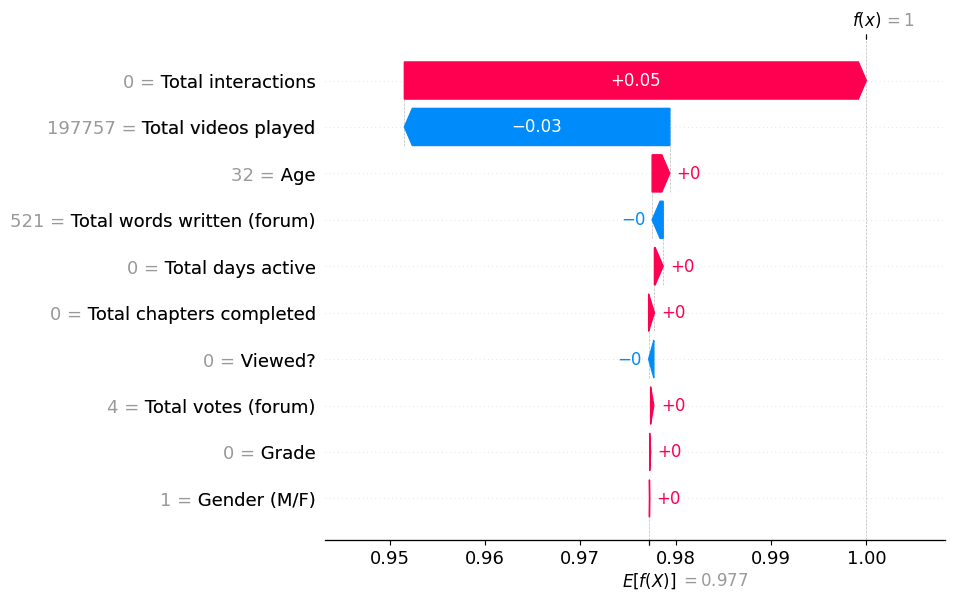 f(x) = 1
0 = Total interactions
+0.05
197757 = Total videos played
−0.03
32 = Age
+0
521 = Total words written (forum)
−0
0 = Total days active
+0
0 = Total chapters completed
+0
0 = Viewed?
−0
4 = Total votes (forum)
+0
0 = Grade
+0
1 = Gender (M/F)
+0
0.95 0.96 0.97 0.98 0.99 1.00
E[f(X)] = 0.977